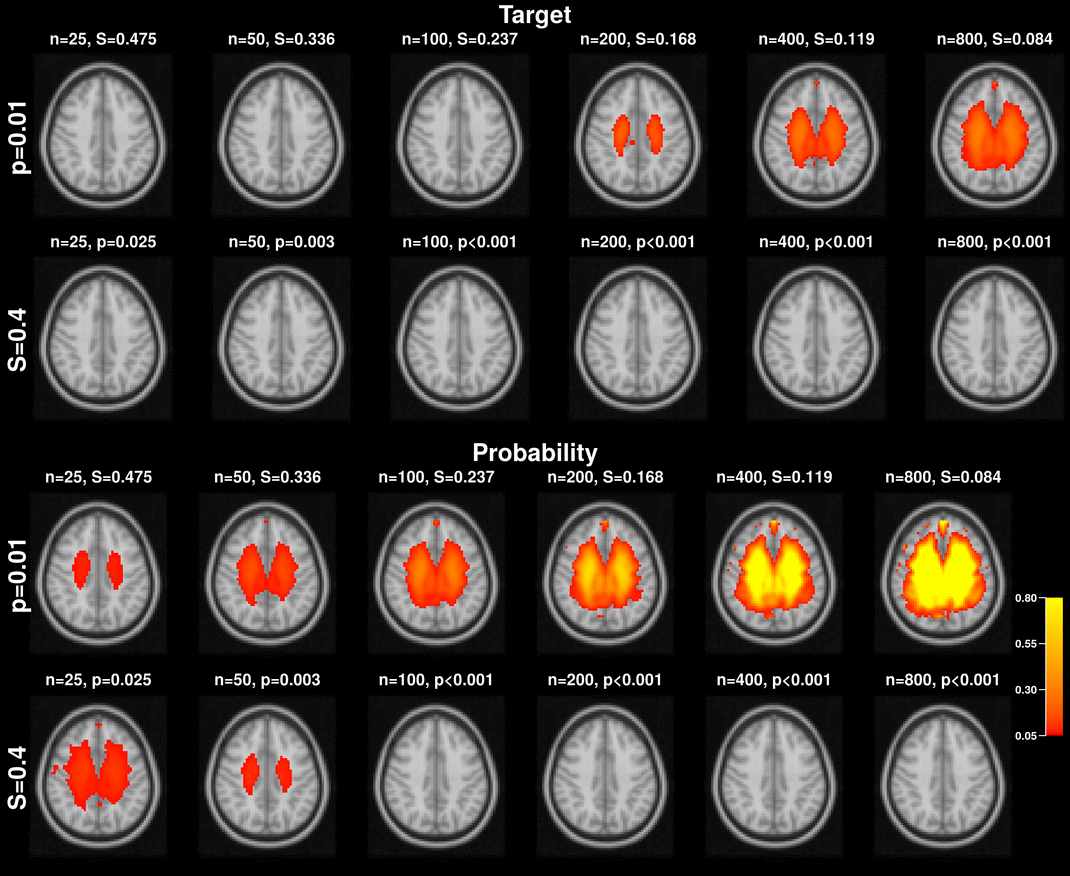 Target
n=25, S=0.475 n=50, S=0.336 n=100, S=0.237 n=200, S=0.168 n=400, S=0.119 n=800, S=0.084
p=0.01
n=25, p=0.025 n=50, p=0.003 n=100, p<0.001 n=200, p<0.001 n=400, p<0.001 n=800, p<0.001
S=0.4
Probability
n=25, S=0.475 n=50, S=0.336 n=100, S=0.237 n=200, S=0.168 n=400, S=0.119 n=800, S=0.084
p=0.01
0.80
0.55
0.30
0.05
n=25, p=0.025 n=50, p=0.003 n=100, p<0.001 n=200, p<0.001 n=400, p<0.001 n=800, p<0.001
S=0.4